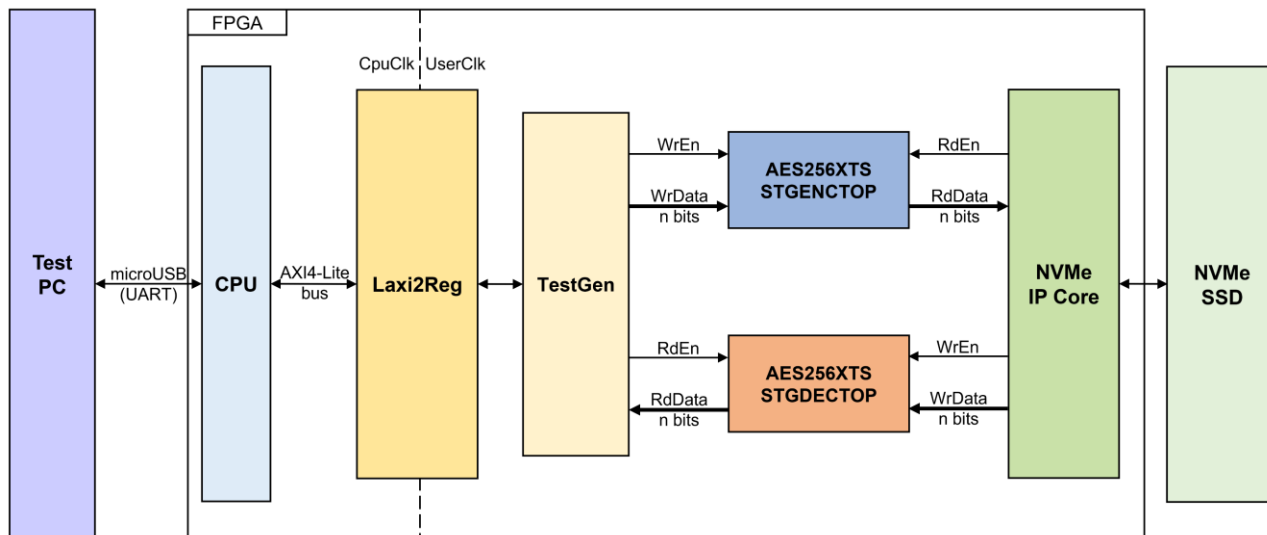 FPGA
CpuClk
UserClk
Test
PC
microUSB
(UART)
CPU
AXI4-Lite
bus
Laxi2Reg
TestGen
WrEn
WrData
n bits
AES256XTS
STGENCTOP
RdEn
RdData
n bits
RdEn
RdData
n bits
AES256XTS
STGDECTOP
WrEn
WrData
n bits
NVMe
IP Core
NVMe
SSD